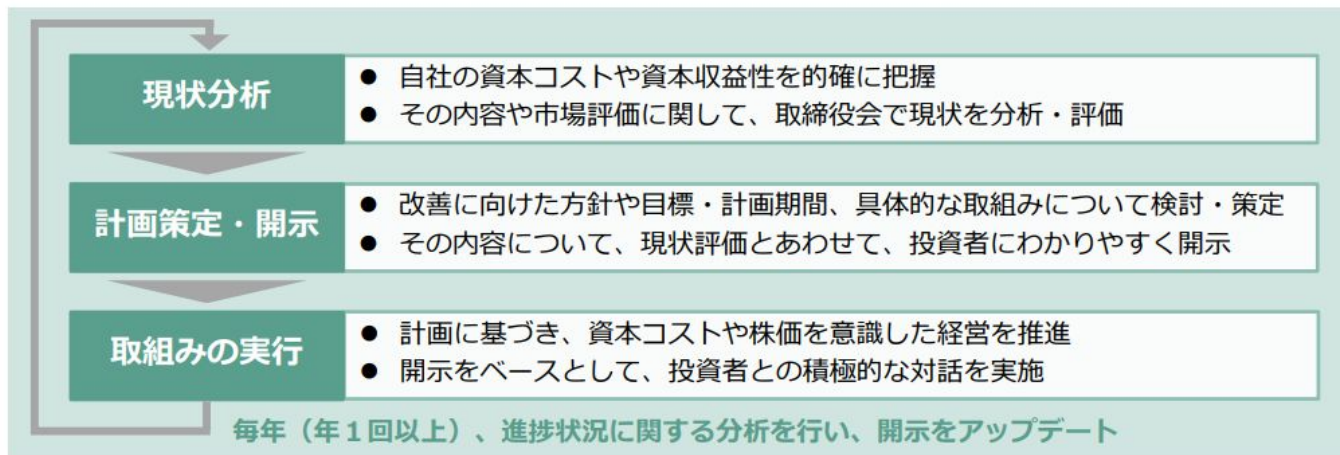 現状分析
● 自社の資本コストや資本収益性を的確に把握
● その内容や市場評価に関して、取締役会で現状を分析・評価
計画策定・開示
● 改善に向けた方針や目標・計画期間、具体的な取組みについて検討・策定
● その内容について、現状評価とあわせて、投資者にわかりやすく開示
取組みの実行
● 計画に基づき、資本コストや株価を意識した経営を推進
● 開示をベースとして、投資者との積極的な対話を実施
毎年（年１回以上）、進捗状況に関する分析を行い、開示をアップデート